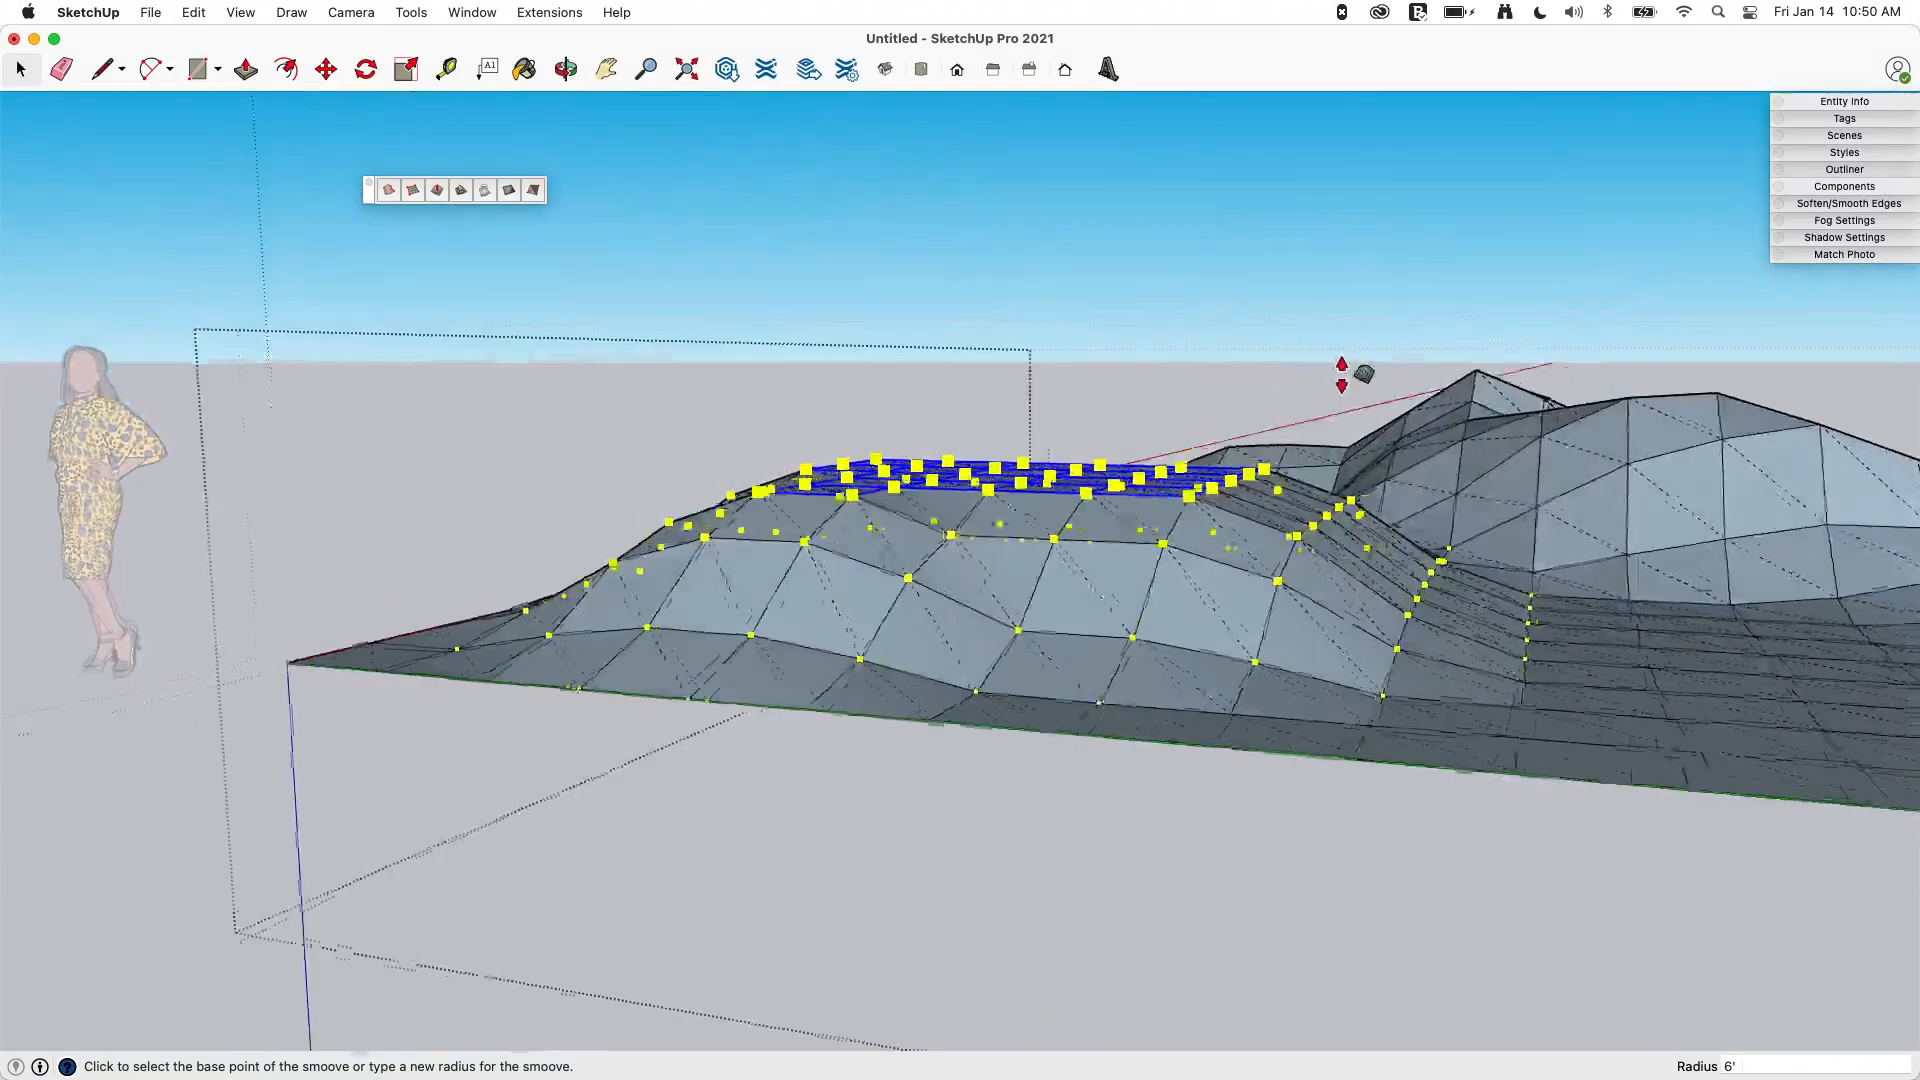 SketchUp File Edit View Draw Camera Tools Window Extensions Help Fri Jan 14 10:50 AM
Untitled - SketchUp Pro 2021
A1
Entity Info
Tags
Scenes
Styles
Outliner
Components
Soften/Smooth Edges
Fog Settings
Shadow Settings
Match Photo
Click to select the base point of the smoove or type a new radius for the smoove. Radius 6'